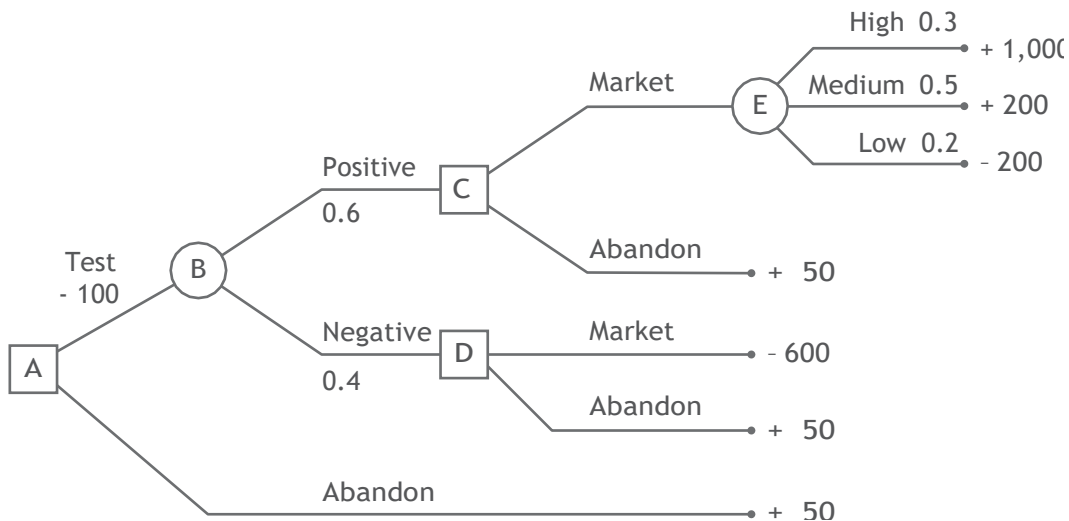 High 0.3
+ 1,000
Market
Medium 0.5
E
+ 200
Low 0.2
- 200
Positive
C
0.6
Test
B
Abandon
+ 50
- 100
Negative
Market
D
- 600
A
0.4
Abandon
+ 50
Abandon
+ 50